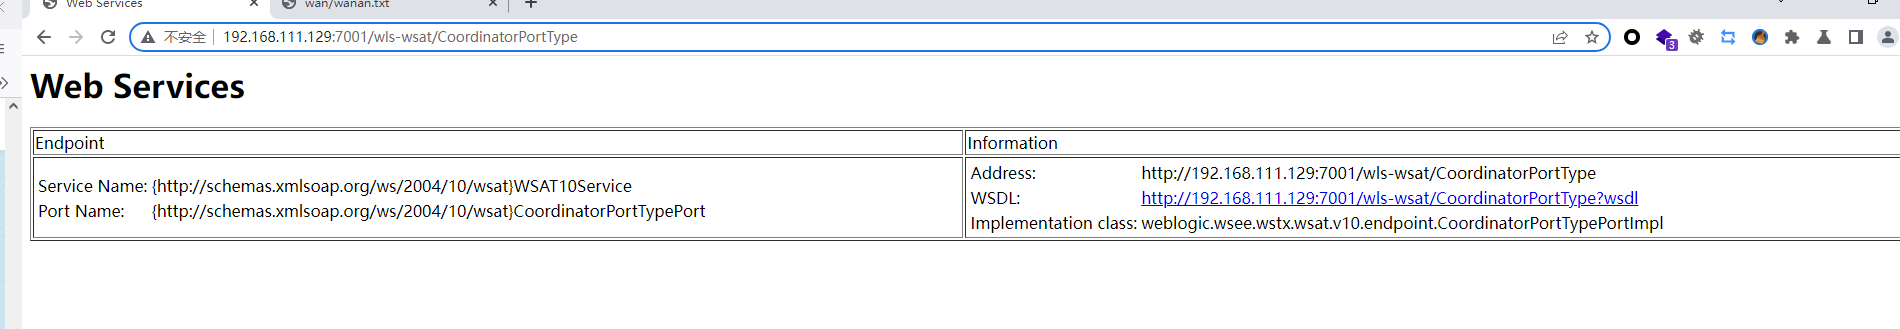 Web Services
wan/wanan.txt
不安全 192.168.111.129:7001/wls-wsat/CoordinatorPortType
3
Web Services
Endpoint
Information
Service Name: {http://schemas.xmlsoap.org/ws/2004/10/wsat}WSAT10Service
Port Name: {http://schemas.xmlsoap.org/ws/2004/10/wsat}CoordinatorPortTypePort
Address: http://192.168.111.129:7001/wls-wsat/CoordinatorPortType
WSDL: http://192.168.111.129:7001/wls-wsat/CoordinatorPortType?wsdl
Implementation class: weblogic.wsee.wstx.wsat.v10.endpoint.CoordinatorPortTypePortImpl